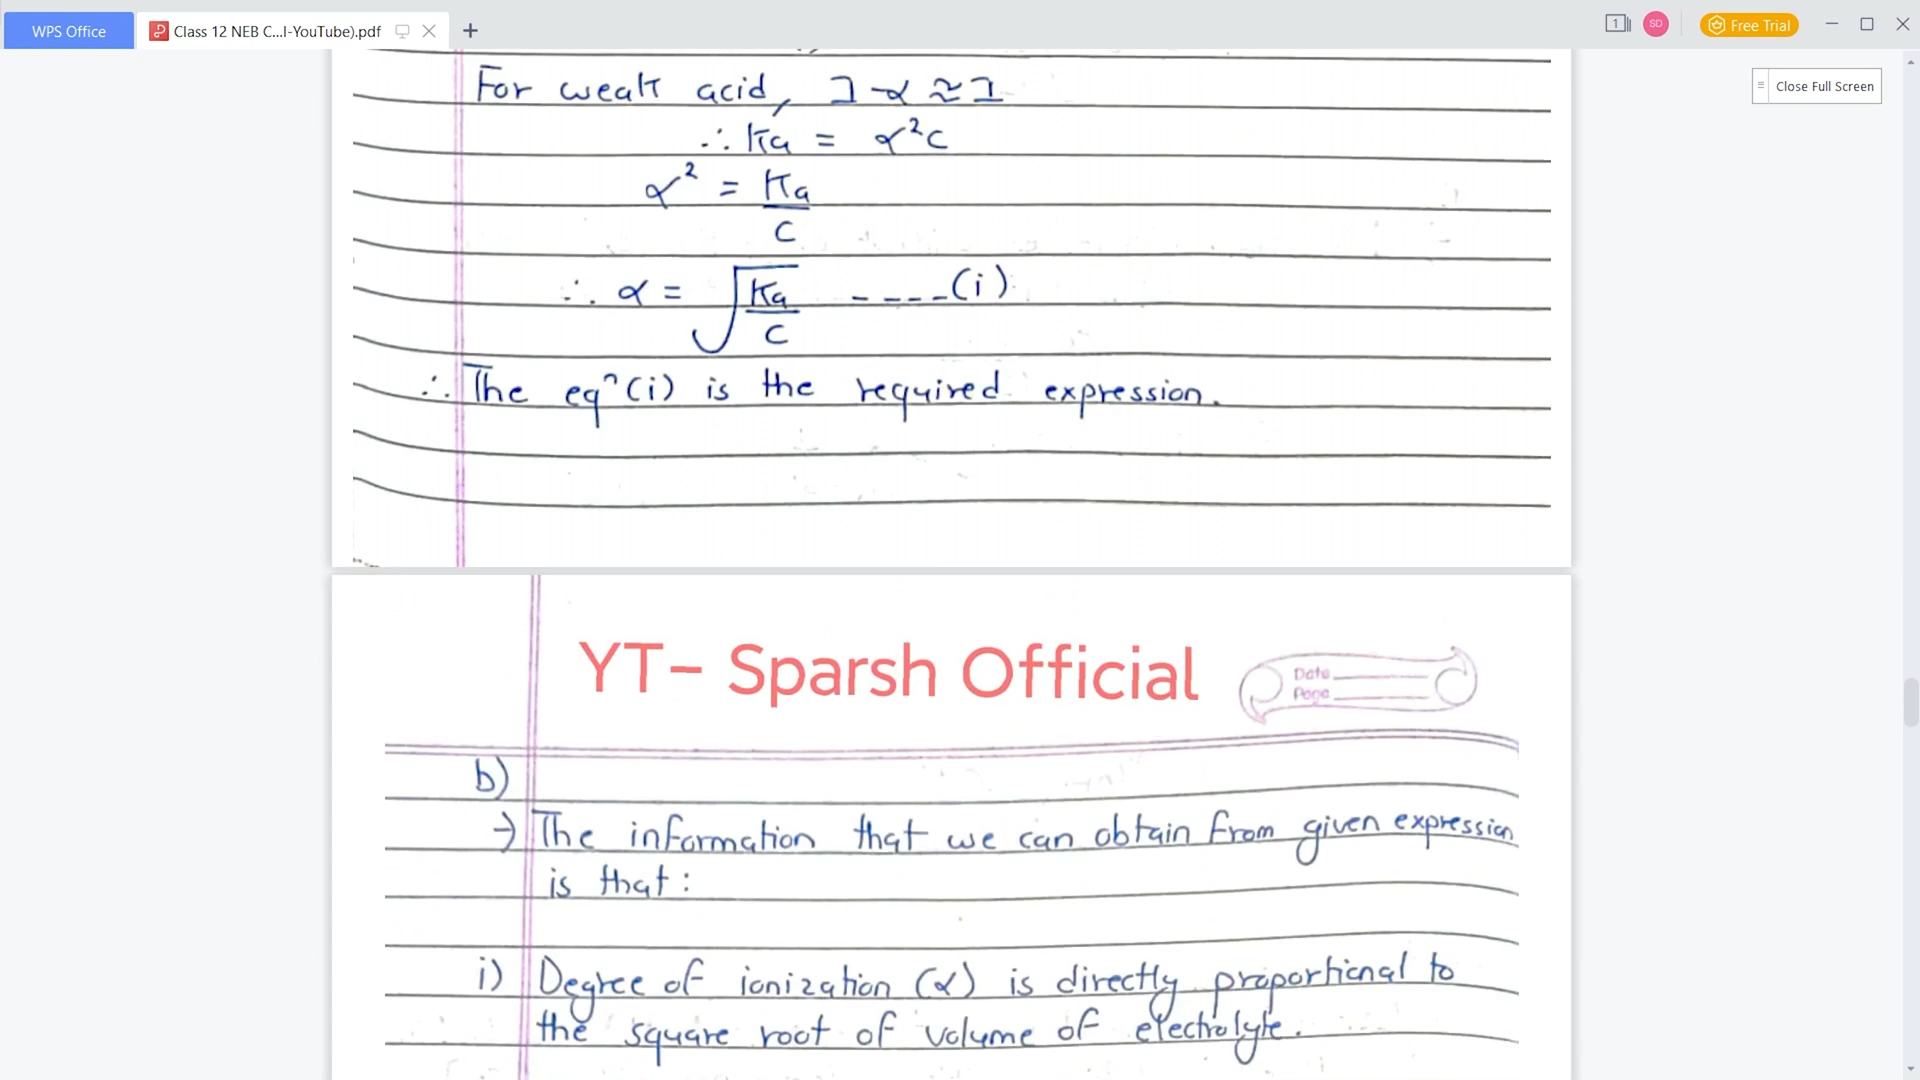 WPS Office
Class 12 NEB C...I-YouTube).pdf
1
SD
Free Trial
Close Full Screen
For weak acid, 1-α ≈ 1
∴ Ka = α²c
α² = Ka
c
∴ α = √Ka ----(i)
c
∴ The eqⁿ(i) is the required expression.
YT- Sparsh Official
Date
Page
b)
→ The information that we can obtain from given expression
is that:
i) Degree of ionization (α) is directly proportional to
the square root of volume of electrolyte.